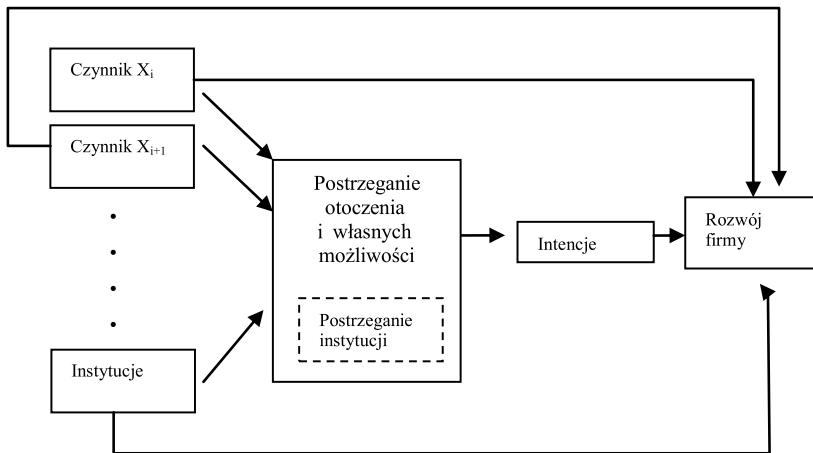 Czynnik Xi
Czynnik Xi+1
Postrzeganie
otoczenia
i własnych
możliwości
Postrzeganie
instytucji
Intencje
Rozwój
firmy
Instytucje